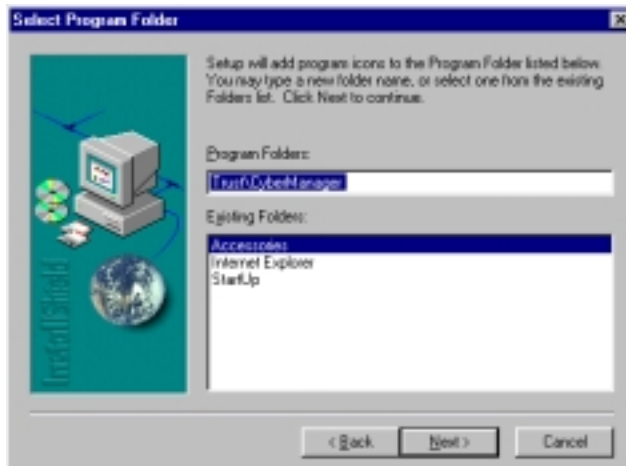 Select Program Folder
Setup will add program icons to the Program Folder listed below.
You may type a new folder name, or select one from the existing
Folders list. Click Next to continue.
Program Folders:
Trust\CyberManager
Existing Folders:
Accessories
Internet Explorer
StartUp
InstallShield
< Back
Next >
Cancel